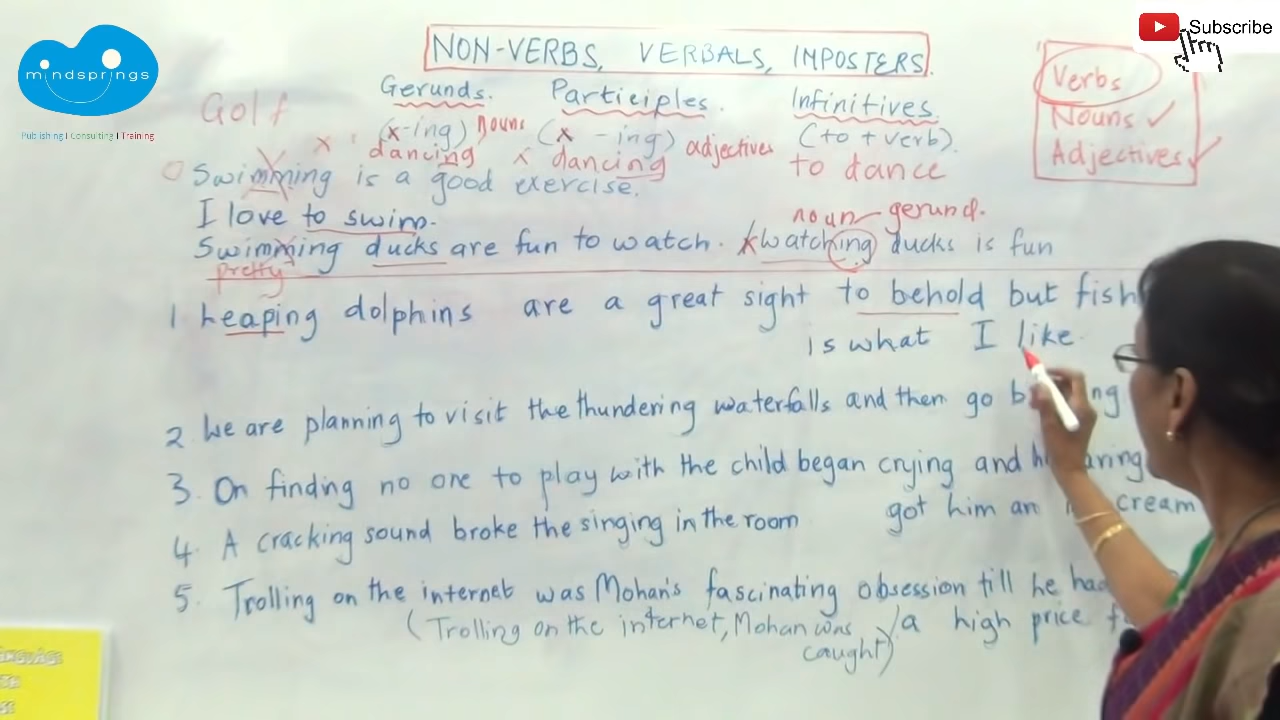 mindsprings
Publishing | Consulting | Training
Subscribe
NON-VERBS, VERBALS, IMPOSTERS.
Golf
Gerunds. Participles. Infinitives.
x (x-ing) Nouns (x -ing) adjectives (to + verb).
dancing x dancing to dance
Verbs
Nouns ✓
Adjectives ✓
Swimming is a good exercise.
I love to swim.
noun gerund.
Swimming ducks are fun to watch. x watching ducks is fun
pretty
1. Leaping dolphins are a great sight to behold but fish
is what I like.
2. We are planning to visit the thundering waterfalls and then go
3. On finding no one to play with the child began crying and
got him an cream
4. A cracking sound broke the singing in the room
5. Trolling on the internet was Mohan's fascinating obsession till he had
a high price
(Trolling on the internet, Mohan was
caught)